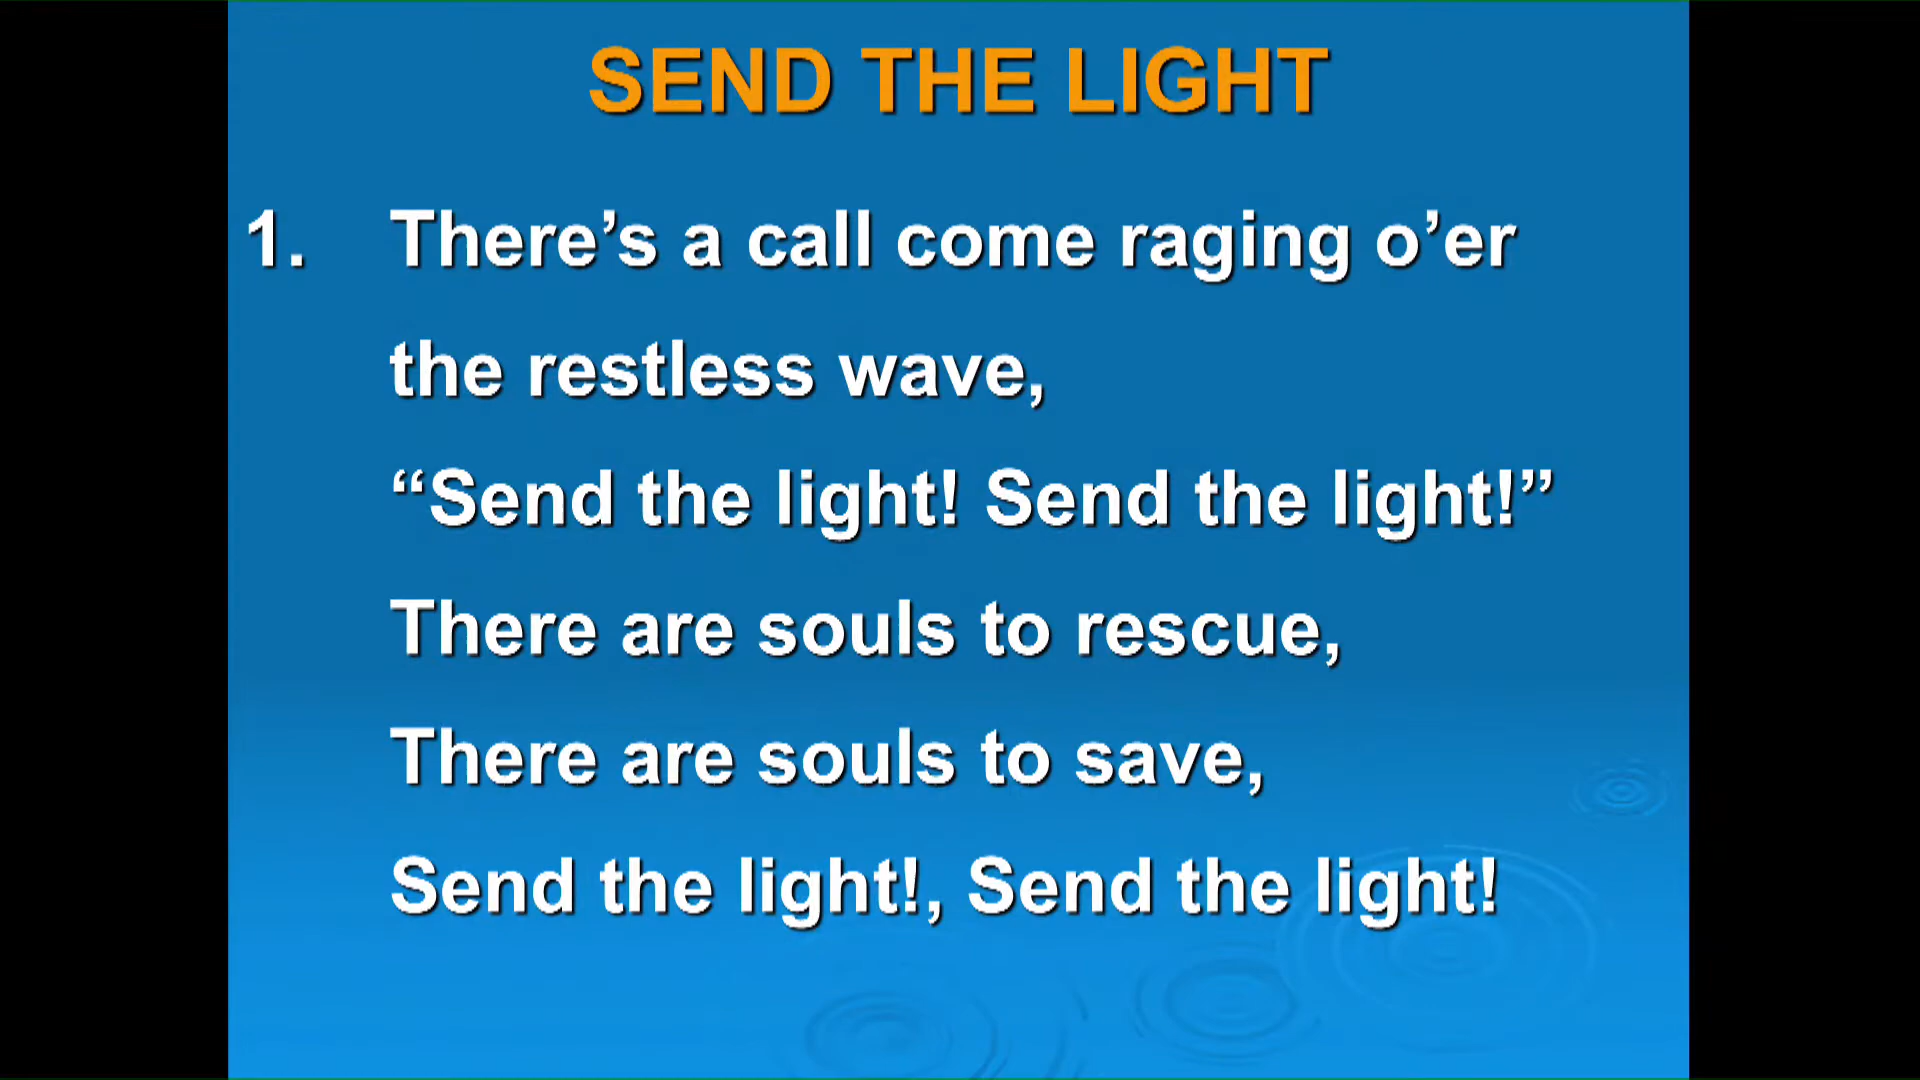 SEND THE LIGHT
1. There’s a call come raging o’er
the restless wave,
“Send the light! Send the light!”
There are souls to rescue,
There are souls to save,
Send the light!, Send the light!